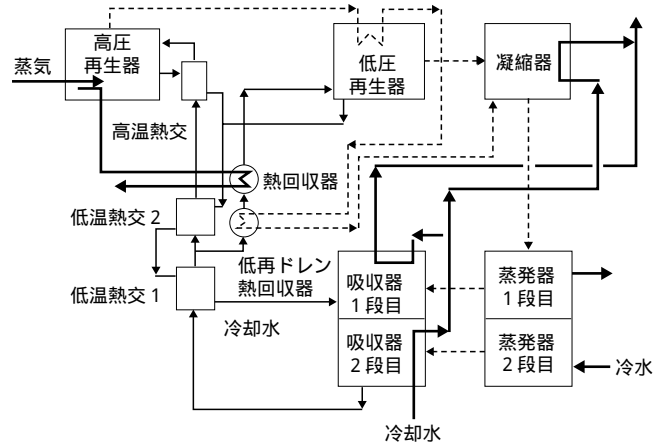 高圧
再生器
蒸気
低圧
再生器
凝縮器
高温熱交
熱回収器
低温熱交 2
低再ドレン
熱回収器
低温熱交 1
冷却水
吸収器
1 段目
吸収器
2 段目
蒸発器
1 段目
蒸発器
2 段目
冷水
冷却水